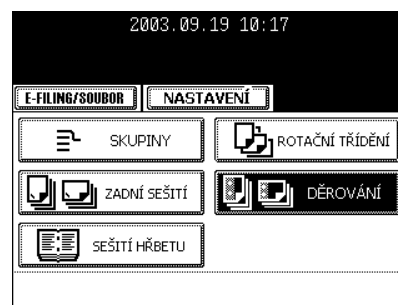 2003.09.19 10:17
E-FILING/SOUBOR NASTAVENÍ
SKUPINY ROTAČNÍ TŘÍDĚNÍ
ZADNÍ SEŠITÍ DĚROVÁNÍ
SEŠITÍ HŘBETU